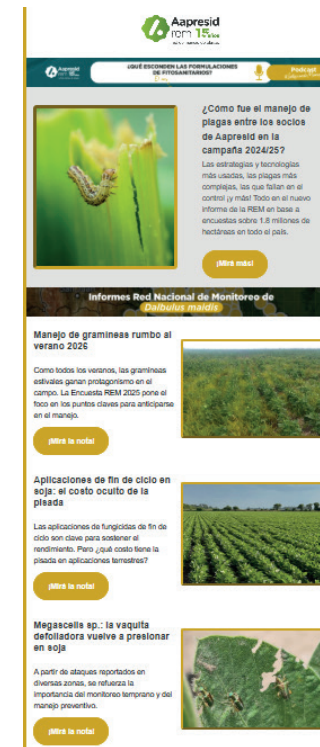 Aapresid
rem 15 años
Aapresid
rem 15
¿QUÉ ESCONDEN LAS FORMULACIONES
DE FITOSANITARIOS?
Podcast
¿Cómo fue el manejo de
plagas entre los socios
de Aapresid en la
campaña 2024/25?
Las estrategias y tecnologías
más usadas, las plagas más
complejas, las que fallan en el
control ¡y más! Todo en el nuevo
informe de la REM en base a
encuestas sobre 1.8 millones de
hectáreas en todo el país.
¡Mirá más!
Informes Red Nacional de Monitoreo de
Dalbulus maidis
Manejo de gramíneas rumbo al
verano 2026
Como todos los veranos, las gramíneas
estivales ganan protagonismo en el
campo. La Encuesta REM 2025 pone el
foco en los puntos claves para anticiparse
en el manejo.
¡Mirá la nota!
Aplicaciones de fin de ciclo en
soja: el costo oculto de la
pisada
Las aplicaciones de fungicidas de fin de
ciclo son clave para sostener el
rendimiento. Pero ¿qué costo tiene la
pisada en aplicaciones terrestres?
¡Mirá la nota!
Megascelis sp.: la vaquita
defoliadora vuelve a presionar
en soja
A partir de ataques reportados en
diversas zonas, se refuerza la
importancia del monitoreo temprano y del
manejo preventivo.
¡Mirá la nota!